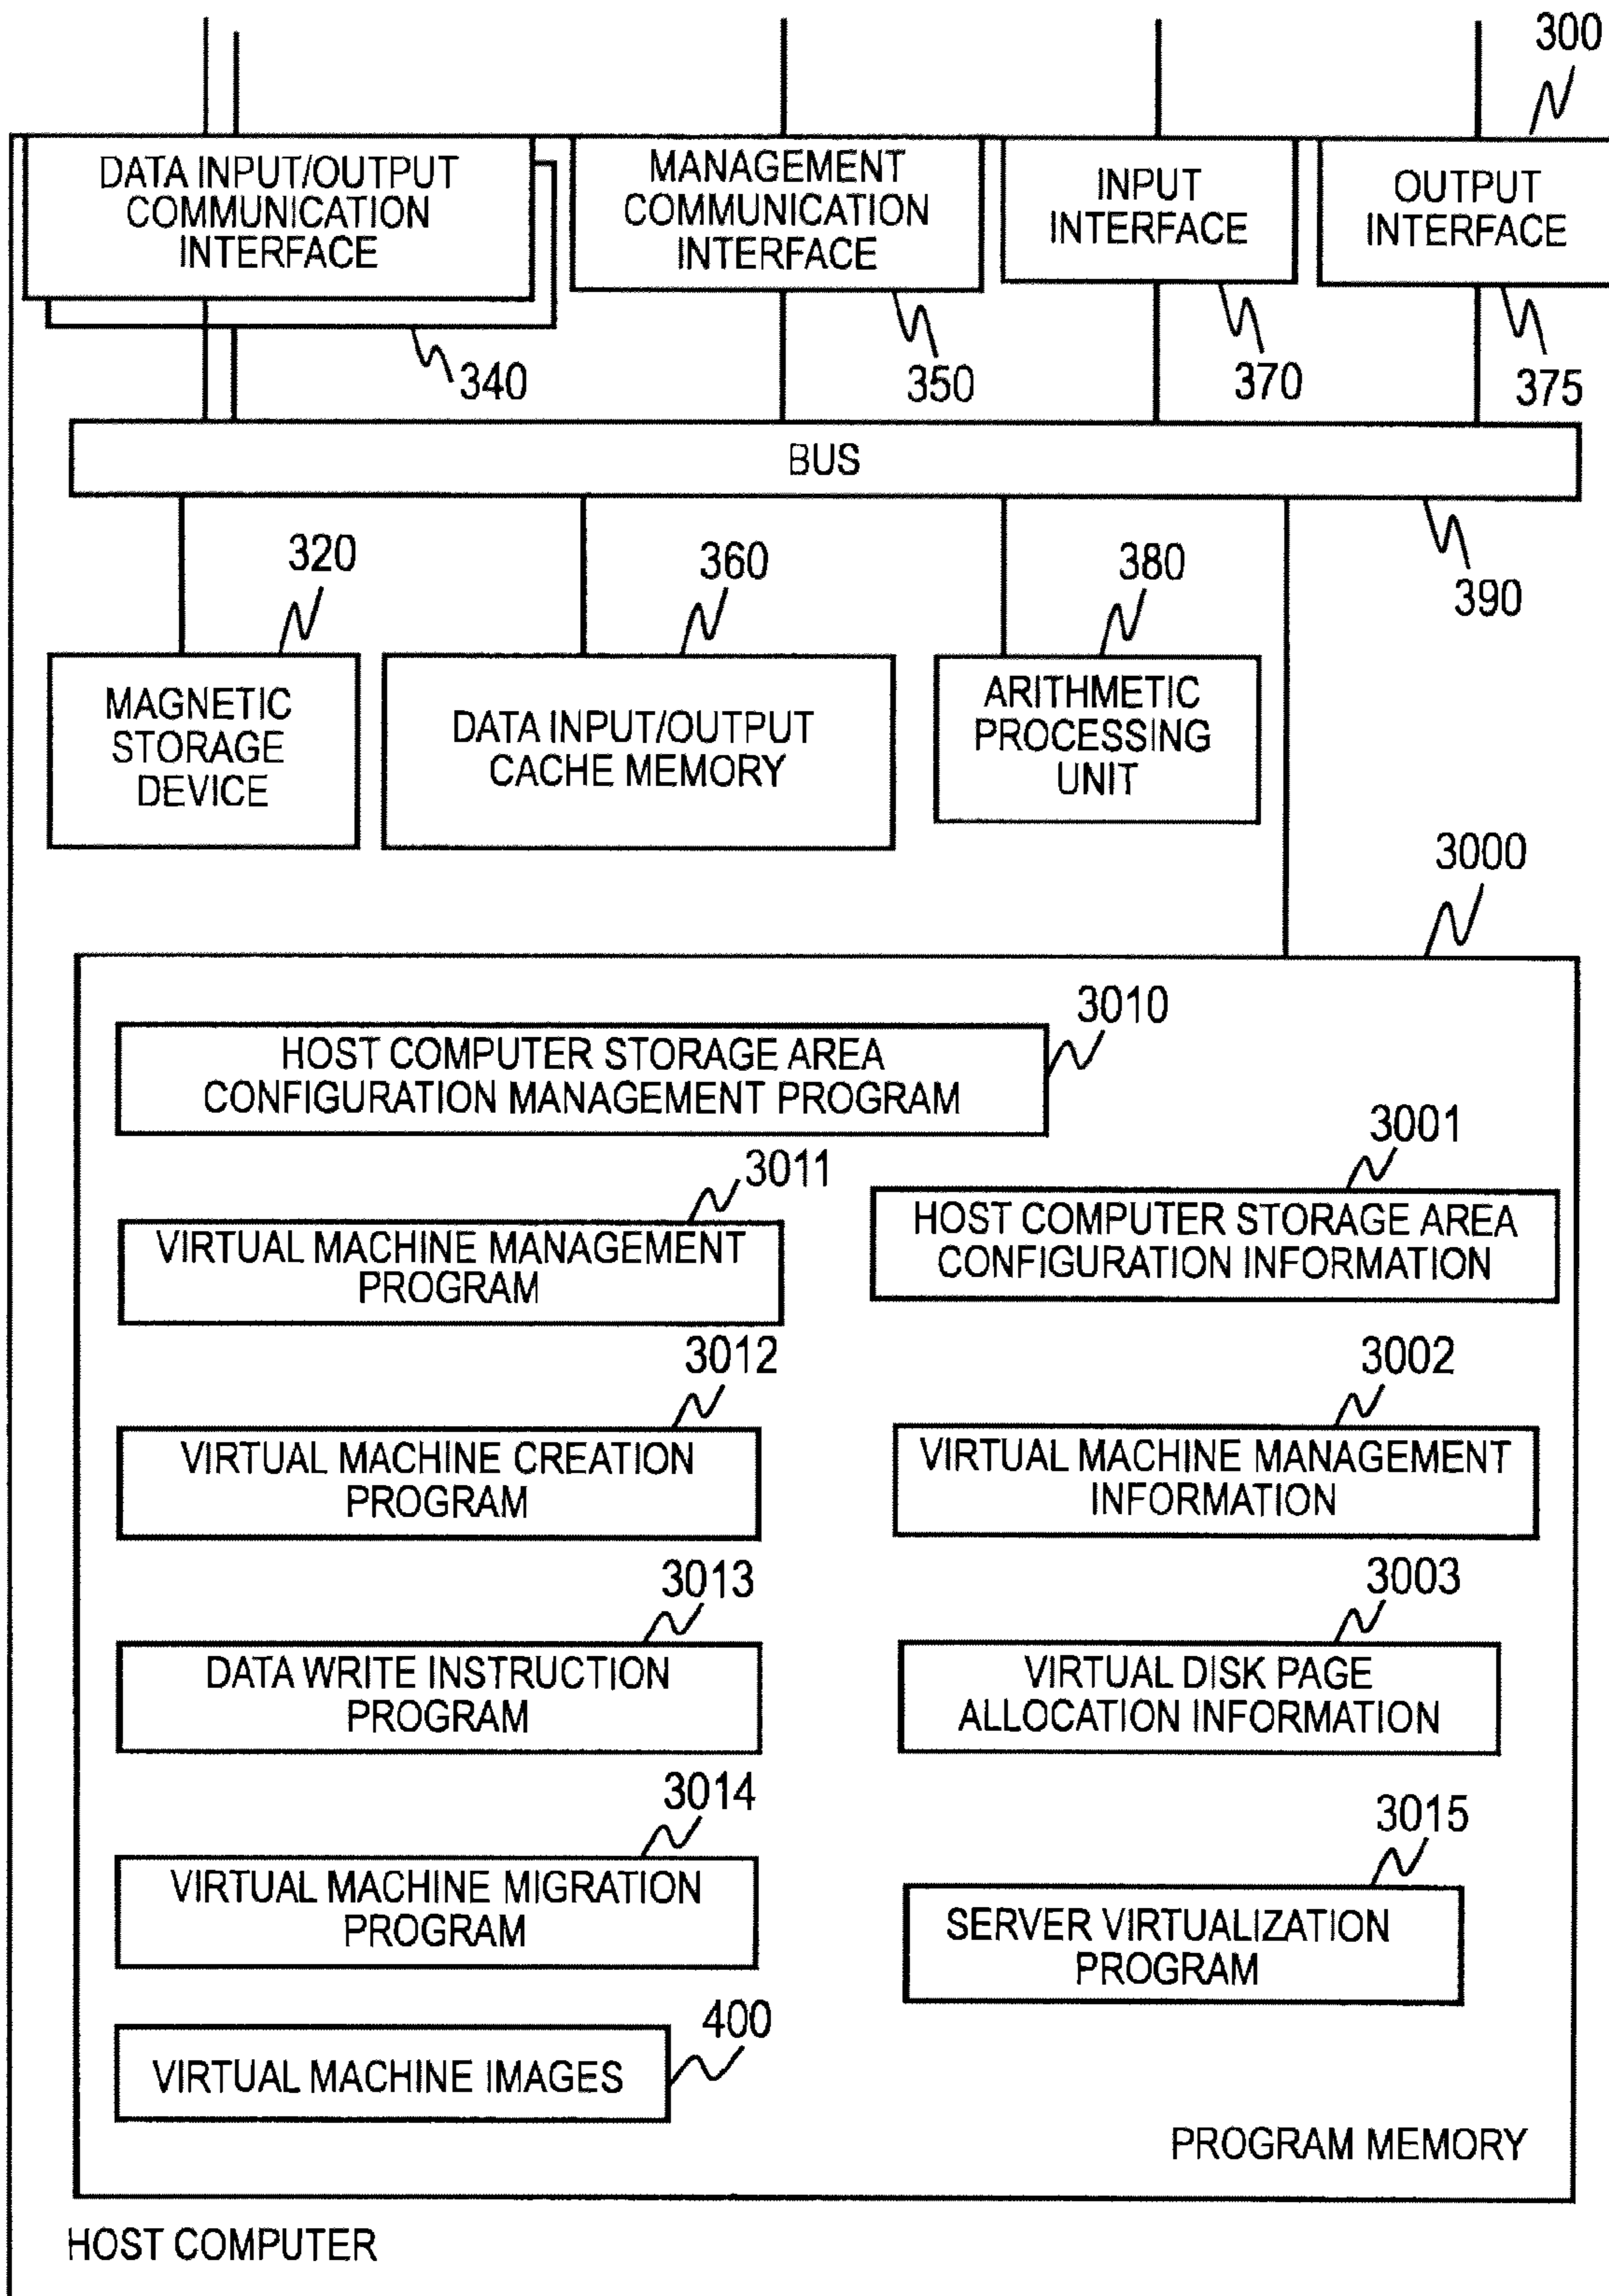 300
DATA INPUT/OUTPUT
COMMUNICATION
INTERFACE
MANAGEMENT
COMMUNICATION
INTERFACE
INPUT
INTERFACE
OUTPUT
INTERFACE
340
350
370
375
BUS
390
320
360
380
MAGNETIC
STORAGE
DEVICE
DATA INPUT/OUTPUT
CACHE MEMORY
ARITHMETIC
PROCESSING
UNIT
3000
3010
HOST COMPUTER STORAGE AREA
CONFIGURATION MANAGEMENT PROGRAM
3001
HOST COMPUTER STORAGE AREA
CONFIGURATION INFORMATION
3011
VIRTUAL MACHINE MANAGEMENT
PROGRAM
3012
VIRTUAL MACHINE CREATION
PROGRAM
3002
VIRTUAL MACHINE MANAGEMENT
INFORMATION
3013
DATA WRITE INSTRUCTION
PROGRAM
3003
VIRTUAL DISK PAGE
ALLOCATION INFORMATION
3014
VIRTUAL MACHINE MIGRATION
PROGRAM
3015
SERVER VIRTUALIZATION
PROGRAM
400
VIRTUAL MACHINE IMAGES
PROGRAM MEMORY
HOST COMPUTER